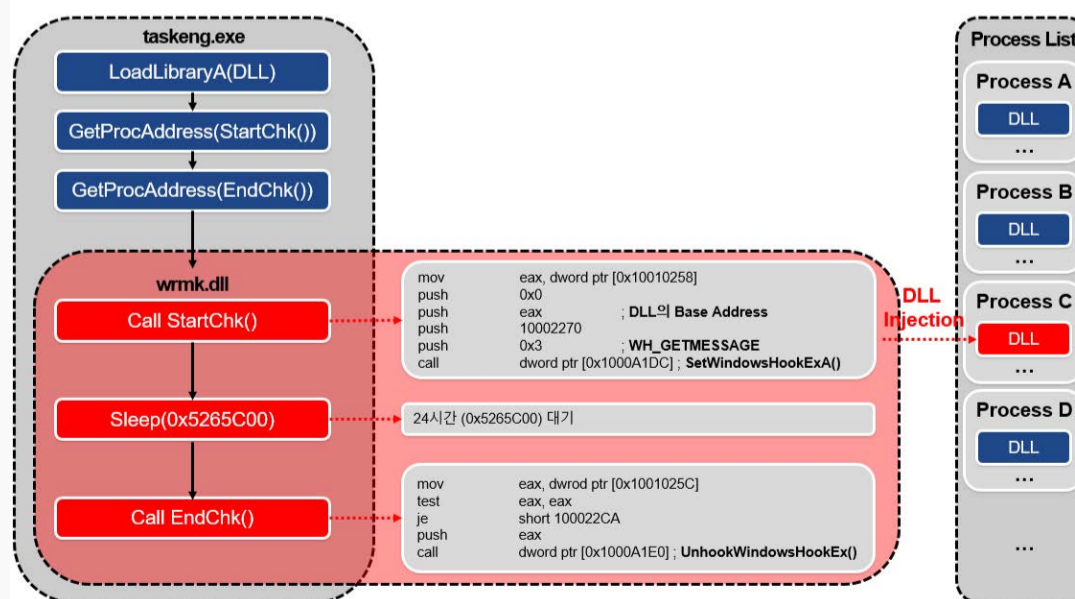 taskeng.exe
LoadLibraryA(DLL)
GetProcAddress(StartChk())
GetProcAddress(EndChk())
wrmk.dll
Call StartChk()
mov eax, dword ptr [0x10010258]
push 0x0
push eax ; DLL의 Base Address
push 10002270
push 0x3 ; WH_GETMESSAGE
call dword ptr [0x1000A1DC] ; SetWindowsHookExA()
Sleep(0x5265C00)
24시간 (0x5265C00) 대기
Call EndChk()
mov eax, dwrod ptr [0x1001025C]
test eax, eax
je short 100022CA
push eax
call dword ptr [0x1000A1E0] ; UnhookWindowsHookEx()
DLL
Injection
Process List
Process A
DLL
...
Process B
DLL
...
Process C
DLL
...
Process D
DLL
...
...